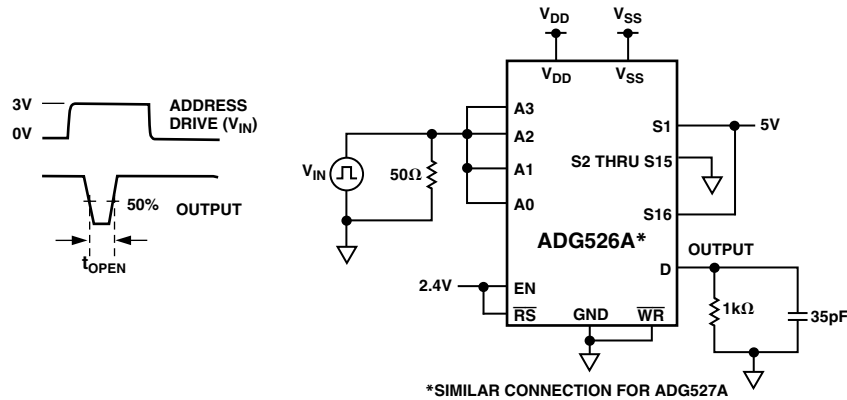 3V
0V
ADDRESS
DRIVE (VIN)
50%
OUTPUT
tOPEN
VDD
VSS
VDD
VSS
A3
A2
A1
A0
VIN
50Ω
2.4V
EN
RS
GND
WR
ADG526A*
S1
S2 THRU S15
S16
D
5V
OUTPUT
1kΩ
35pF
*SIMILAR CONNECTION FOR ADG527A